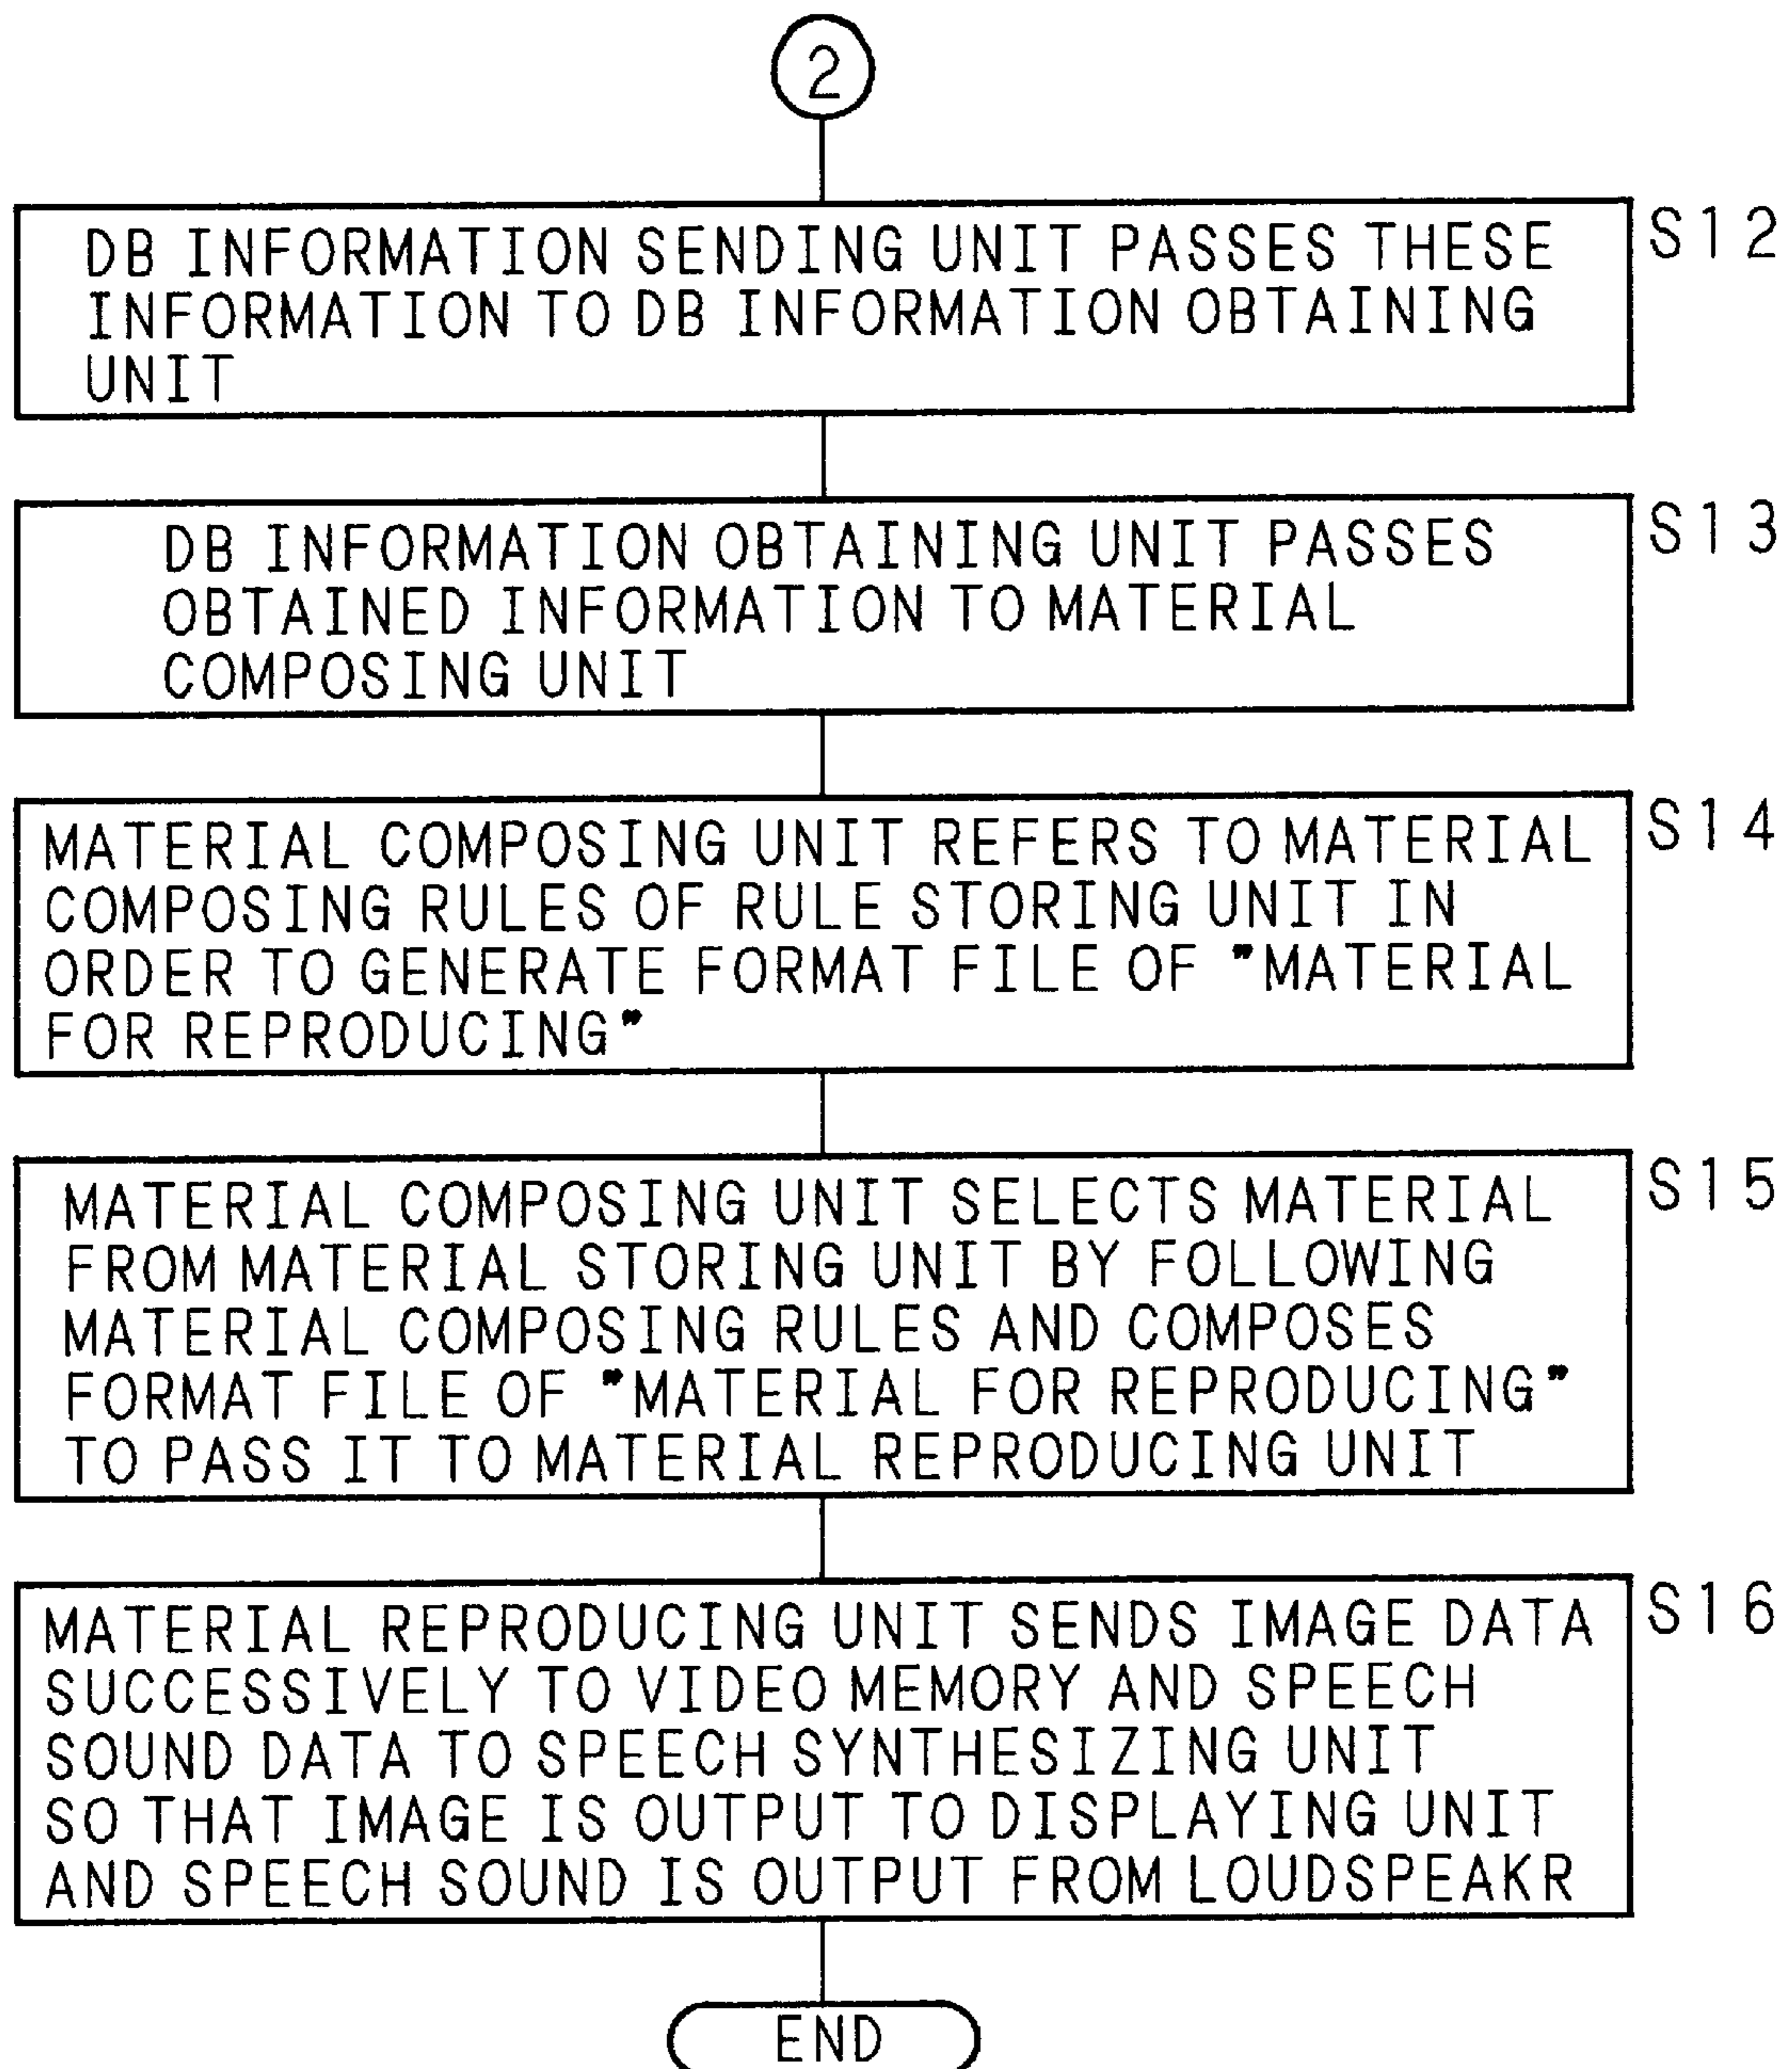 2
DB INFORMATION SENDING UNIT PASSES THESE
INFORMATION TO DB INFORMATION OBTAINING
UNIT
S12
DB INFORMATION OBTAINING UNIT PASSES
OBTAINED INFORMATION TO MATERIAL
COMPOSING UNIT
S13
MATERIAL COMPOSING UNIT REFERS TO MATERIAL
COMPOSING RULES OF RULE STORING UNIT IN
ORDER TO GENERATE FORMAT FILE OF "MATERIAL
FOR REPRODUCING"
S14
MATERIAL COMPOSING UNIT SELECTS MATERIAL
FROM MATERIAL STORING UNIT BY FOLLOWING
MATERIAL COMPOSING RULES AND COMPOSES
FORMAT FILE OF "MATERIAL FOR REPRODUCING"
TO PASS IT TO MATERIAL REPRODUCING UNIT
S15
MATERIAL REPRODUCING UNIT SENDS IMAGE DATA
SUCCESSIVELY TO VIDEO MEMORY AND SPEECH
SOUND DATA TO SPEECH SYNTHESIZING UNIT
SO THAT IMAGE IS OUTPUT TO DISPLAYING UNIT
AND SPEECH SOUND IS OUTPUT FROM LOUDSPEAKR
S16
END